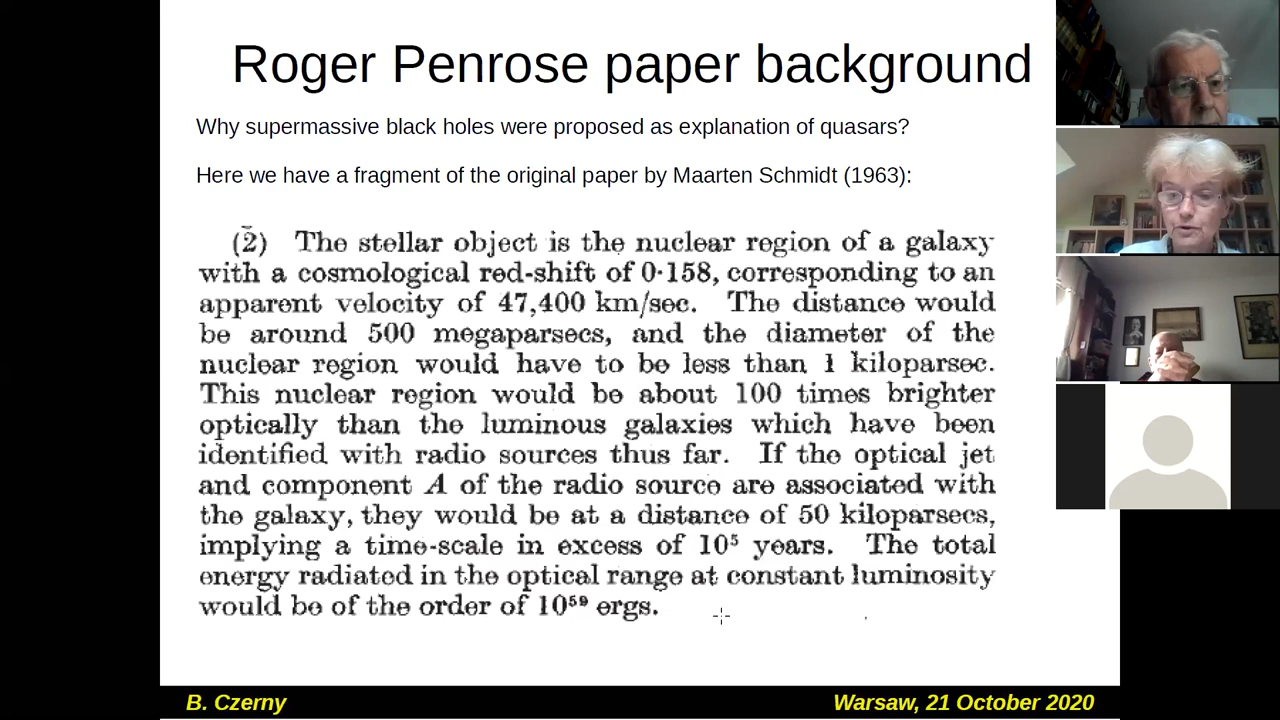 Roger Penrose paper background
Why supermassive black holes were proposed as explanation of quasars?
Here we have a fragment of the original paper by Maarten Schmidt (1963):
(2) The stellar object is the nuclear region of a galaxy
with a cosmological red-shift of 0·158, corresponding to an
apparent velocity of 47,400 km/sec. The distance would
be around 500 megaparsecs, and the diameter of the
nuclear region would have to be less than 1 kiloparsec.
This nuclear region would be about 100 times brighter
optically than the luminous galaxies which have been
identified with radio sources thus far. If the optical jet
and component A of the radio source are associated with
the galaxy, they would be at a distance of 50 kiloparsecs,
implying a time-scale in excess of 10⁵ years. The total
energy radiated in the optical range at constant luminosity
would be of the order of 10⁵⁹ ergs.
B. Czerny
Warsaw, 21 October 2020